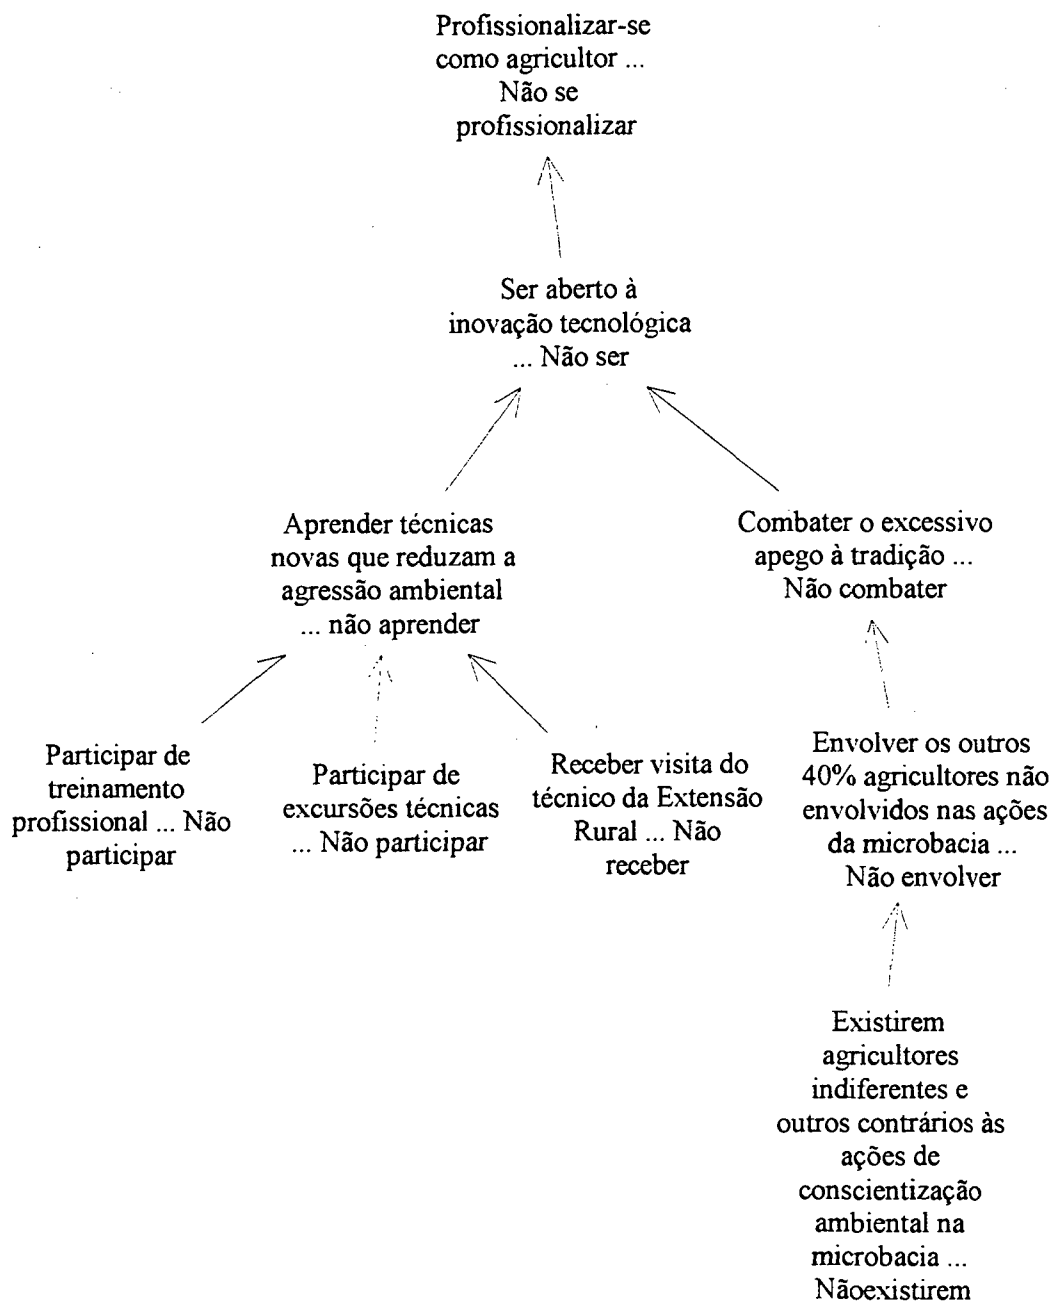 Profissionalizar-se
como agricultor ...
Não se
profissionalizar
Ser aberto à
inovação tecnológica
... Não ser
Aprender técnicas
novas que reduzam a
agressão ambiental
... não aprender
Combater o excessivo
apego à tradição ...
Não combater
Participar de
treinamento
profissional ... Não
participar
Participar de
excursões técnicas
... Não participar
Receber visita do
técnico da Extensão
Rural ... Não
receber
Envolver os outros
40% agricultores não
envolvidos nas ações
da microbacia ...
Não envolver
Existirem
agricultores
indiferentes e
outros contrários às
ações de
conscientização
ambiental na
microbacia ...
Nãoexistirem